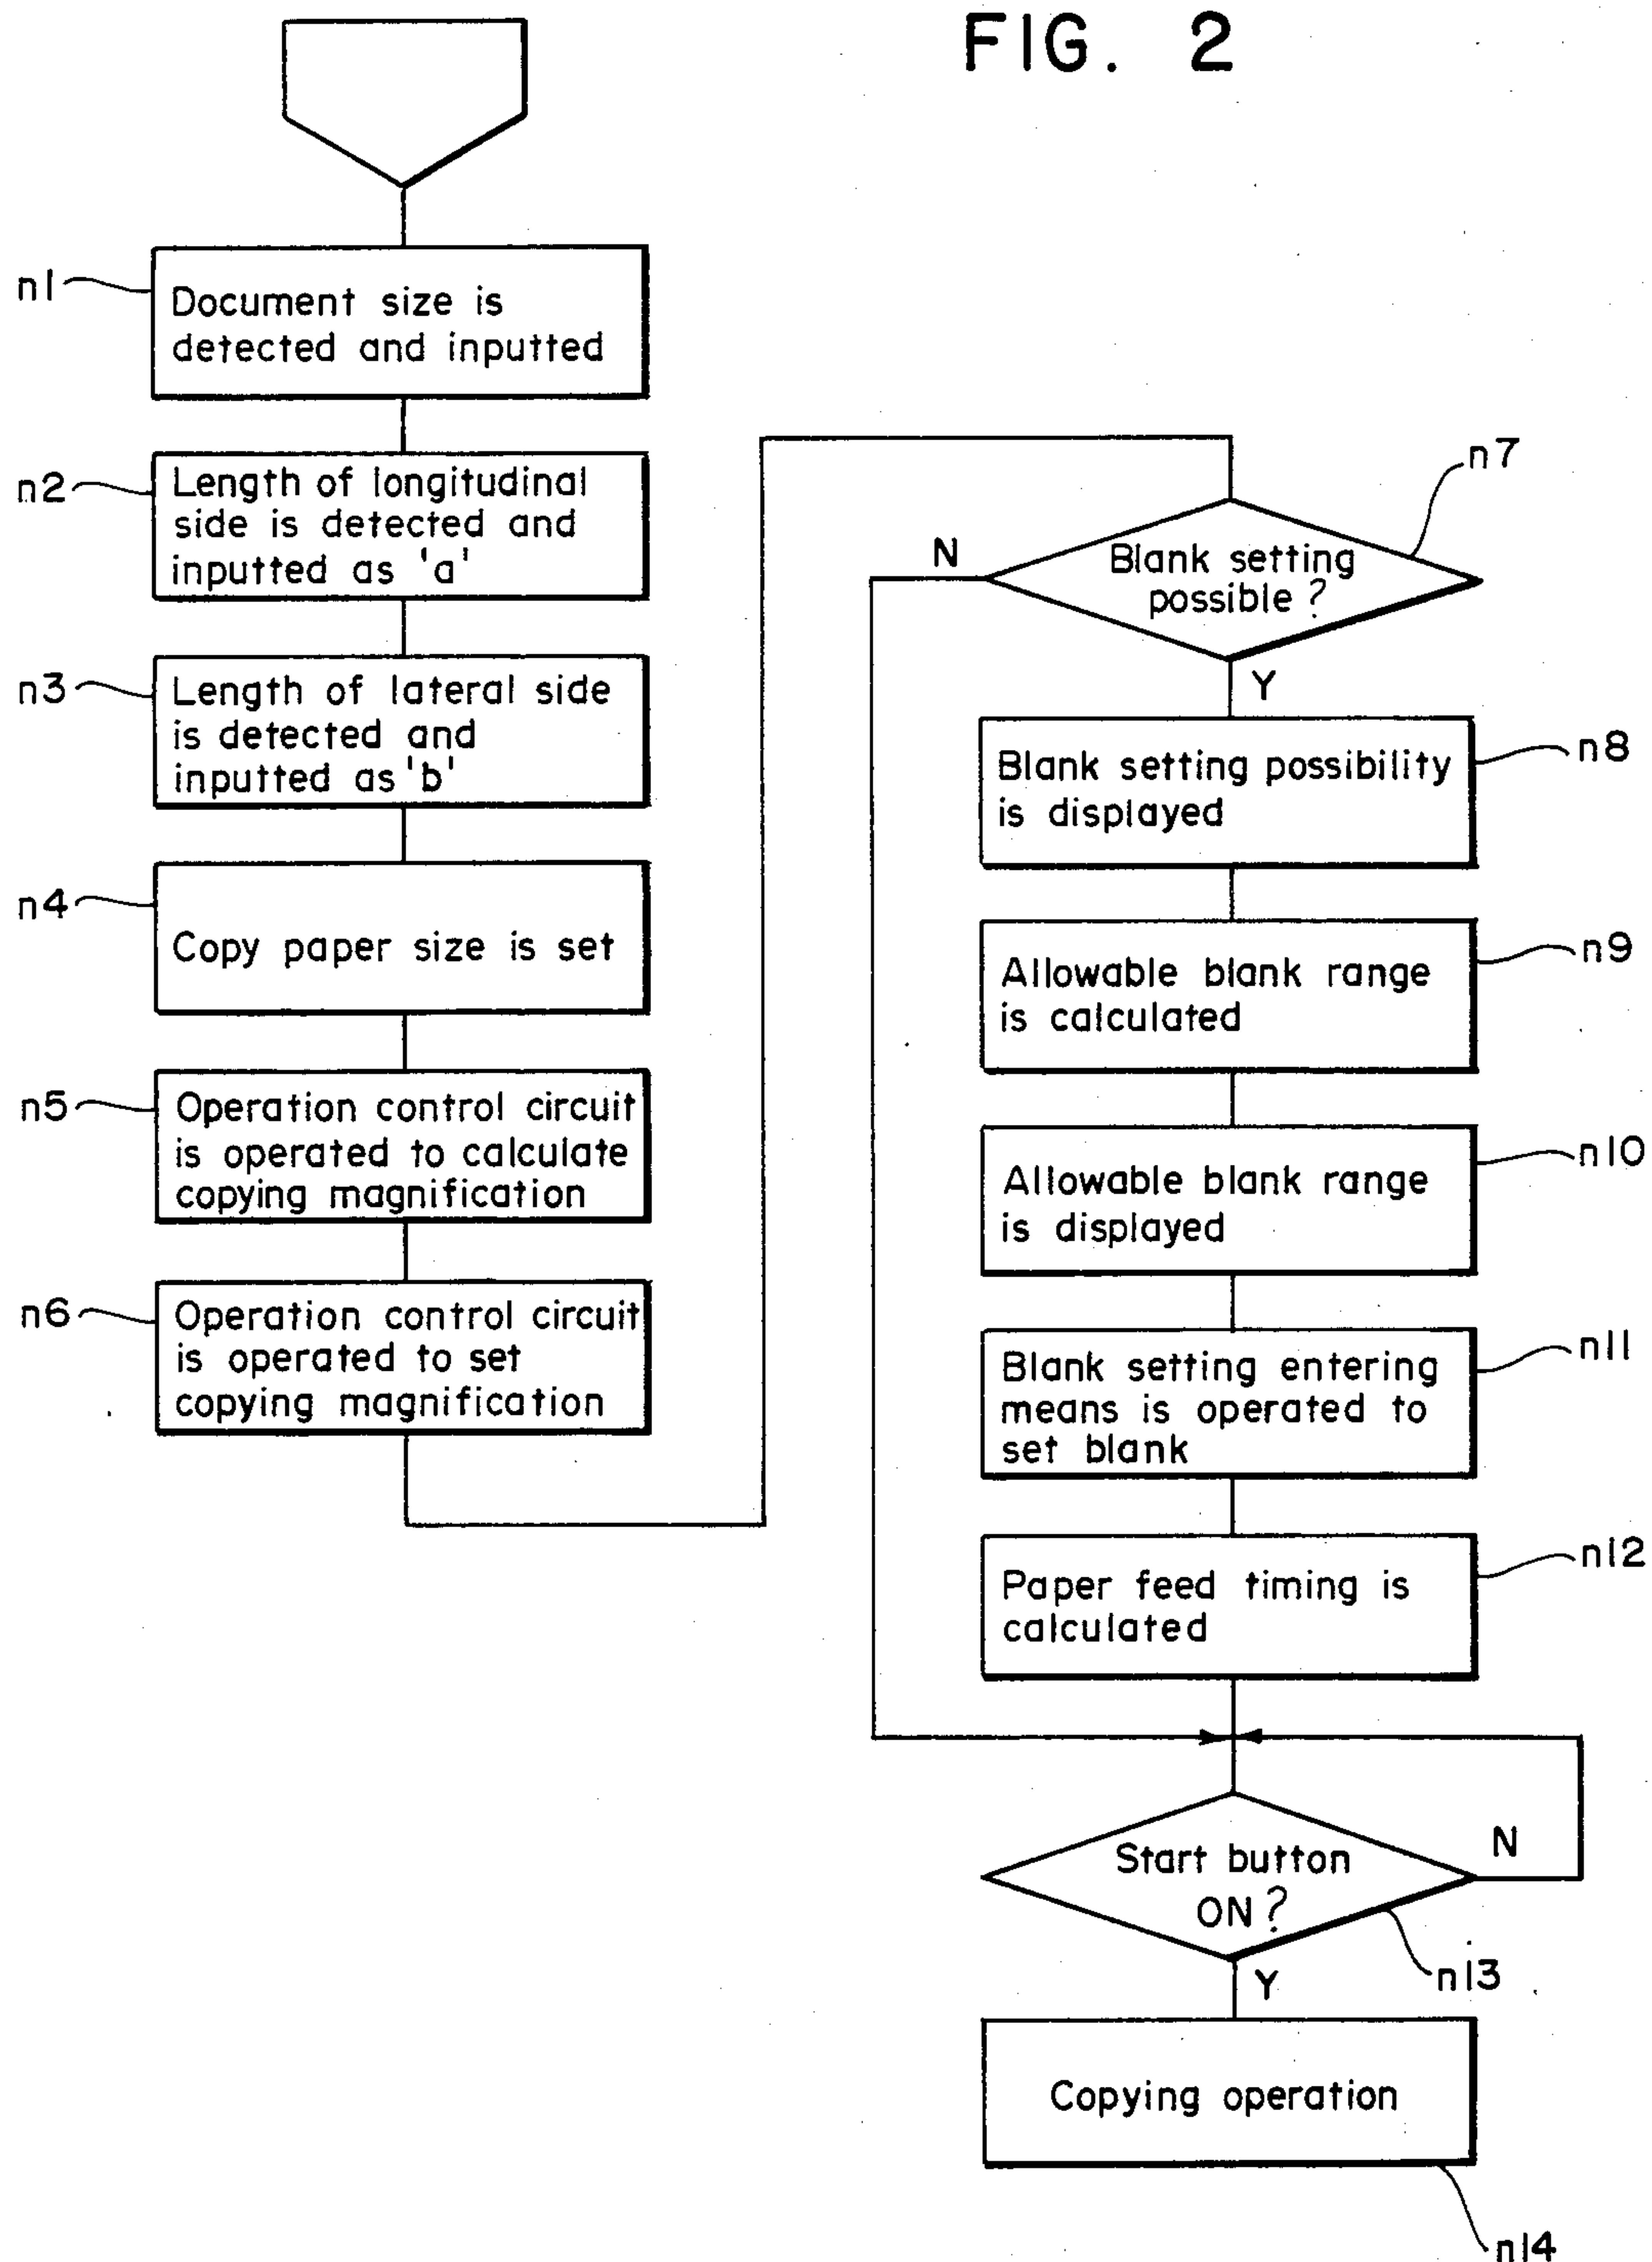 FIG. 2
n1
Document size is
detected and inputted
n2
Length of longitudinal
side is detected and
inputted as 'a'
n3
Length of lateral side
is detected and
inputted as 'b'
n4
Copy paper size is set
n5
Operation control circuit
is operated to calculate
copying magnification
n6
Operation control circuit
is operated to set
copying magnification
n7
N
Blank setting
possible?
Y
n8
Blank setting possibility
is displayed
n9
Allowable blank range
is calculated
n10
Allowable blank range
is displayed
n11
Blank setting entering
means is operated to
set blank
n12
Paper feed timing is
calculated
Start button
ON?
N
n13
Y
Copying operation
n14